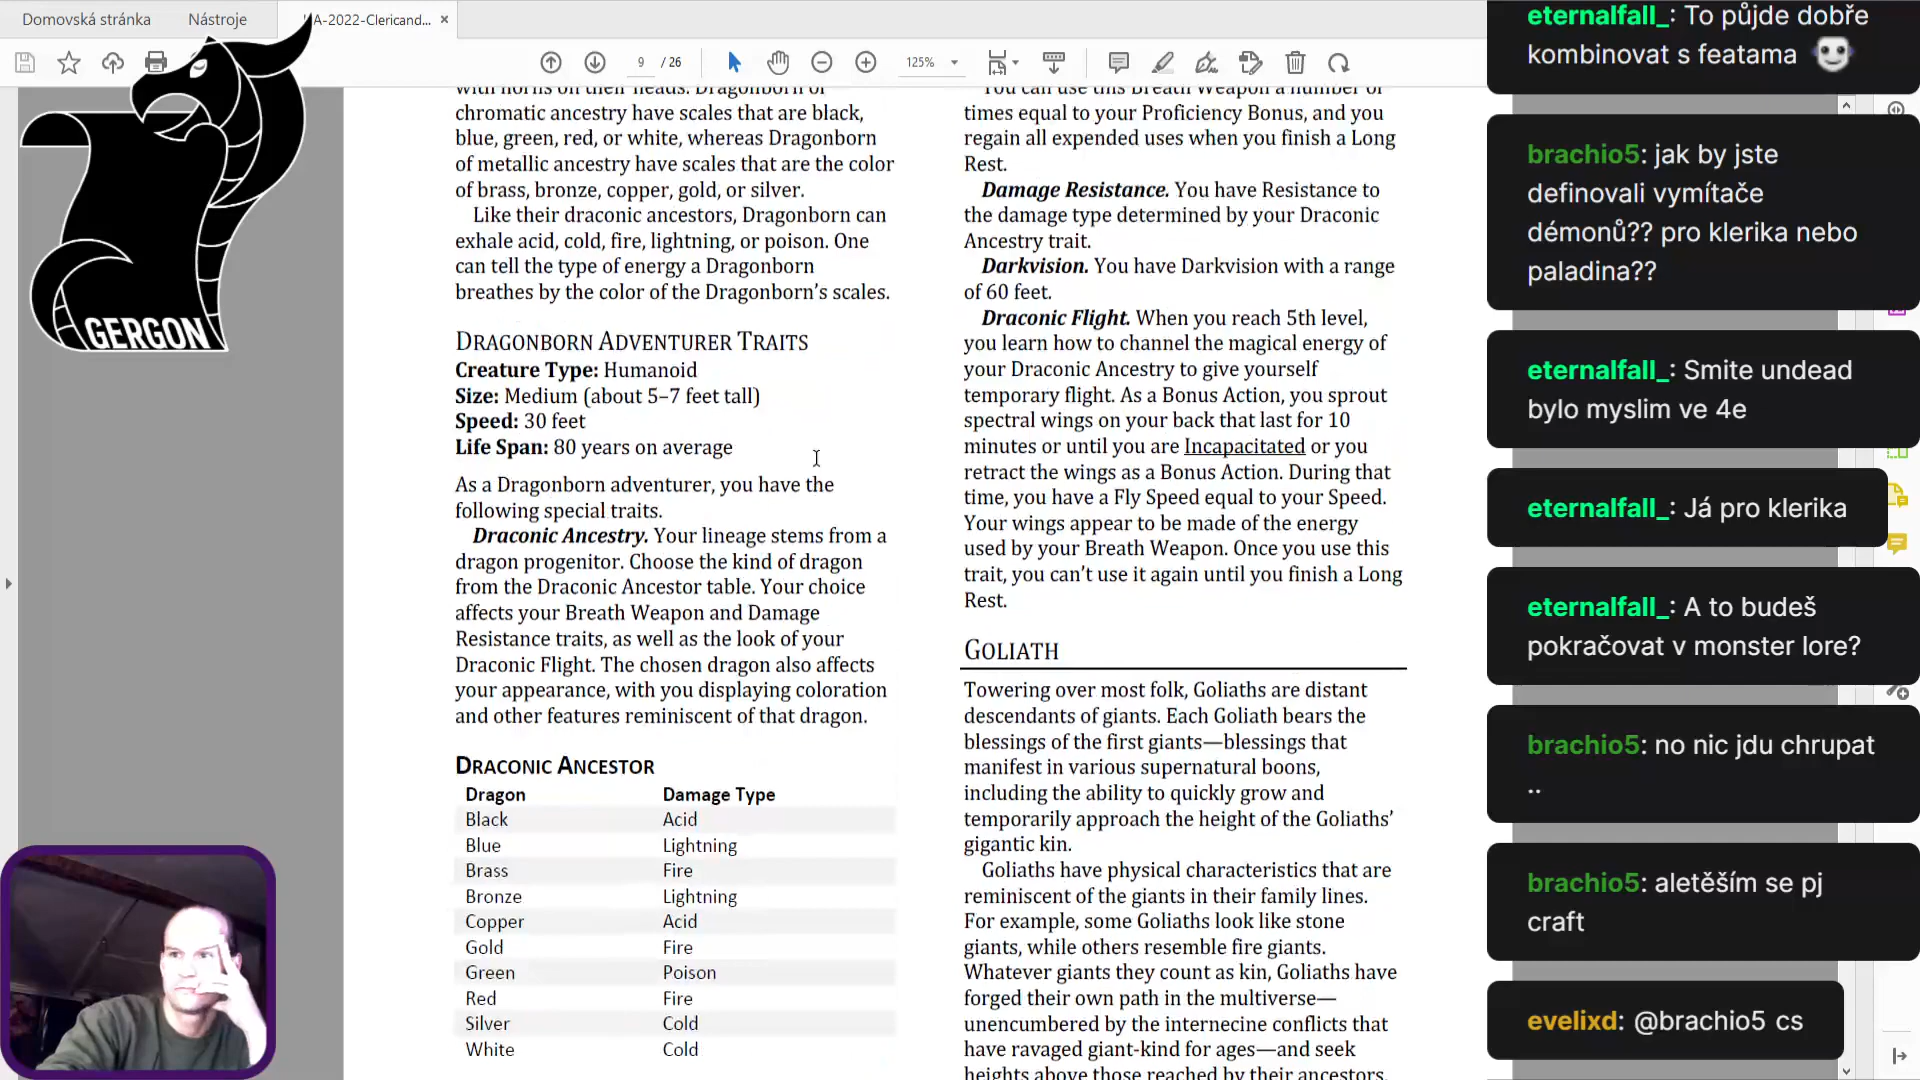 Domovská stránka
Nástroje
A-2022-Clericand...
9 / 26
125%
GERGON
with horns on their heads. Dragonborn of
chromatic ancestry have scales that are black,
blue, green, red, or white, whereas Dragonborn
of metallic ancestry have scales that are the color
of brass, bronze, copper, gold, or silver.
Like their draconic ancestors, Dragonborn can
exhale acid, cold, fire, lightning, or poison. One
can tell the type of energy a Dragonborn
breathes by the color of the Dragonborn’s scales.
DRAGONBORN ADVENTURER TRAITS
Creature Type: Humanoid
Size: Medium (about 5–7 feet tall)
Speed: 30 feet
Life Span: 80 years on average
As a Dragonborn adventurer, you have the
following special traits.
Draconic Ancestry. Your lineage stems from a
dragon progenitor. Choose the kind of dragon
from the Draconic Ancestor table. Your choice
affects your Breath Weapon and Damage
Resistance traits, as well as the look of your
Draconic Flight. The chosen dragon also affects
your appearance, with you displaying coloration
and other features reminiscent of that dragon.
DRACONIC ANCESTOR
Dragon Damage Type
Black Acid
Blue Lightning
Brass Fire
Bronze Lightning
Copper Acid
Gold Fire
Green Poison
Red Fire
Silver Cold
White Cold
You can use this Breath Weapon a number of
times equal to your Proficiency Bonus, and you
regain all expended uses when you finish a Long
Rest.
Damage Resistance. You have Resistance to
the damage type determined by your Draconic
Ancestry trait.
Darkvision. You have Darkvision with a range
of 60 feet.
Draconic Flight. When you reach 5th level,
you learn how to channel the magical energy of
your Draconic Ancestry to give yourself
temporary flight. As a Bonus Action, you sprout
spectral wings on your back that last for 10
minutes or until you are Incapacitated or you
retract the wings as a Bonus Action. During that
time, you have a Fly Speed equal to your Speed.
Your wings appear to be made of the energy
used by your Breath Weapon. Once you use this
trait, you can’t use it again until you finish a Long
Rest.
GOLIATH
Towering over most folk, Goliaths are distant
descendants of giants. Each Goliath bears the
blessings of the first giants—blessings that
manifest in various supernatural boons,
including the ability to quickly grow and
temporarily approach the height of the Goliaths’
gigantic kin.
Goliaths have physical characteristics that are
reminiscent of the giants in their family lines.
For example, some Goliaths look like stone
giants, while others resemble fire giants.
Whatever giants they count as kin, Goliaths have
forged their own path in the multiverse—
unencumbered by the internecine conflicts that
have ravaged giant-kind for ages—and seek
heights above those reached by their ancestors.
eternalfall_: To půjde dobře
kombinovat s featama
brachio5: jak by jste
definovali vymítače
démonů?? pro klerika nebo
paladina??
eternalfall_: Smite undead
bylo myslim ve 4e
eternalfall_: Já pro klerika
eternalfall_: A to budeš
pokračovat v monster lore?
brachio5: no nic jdu chrupat
..
brachio5: aletěším se pj
craft
evelixd: @brachio5 cs